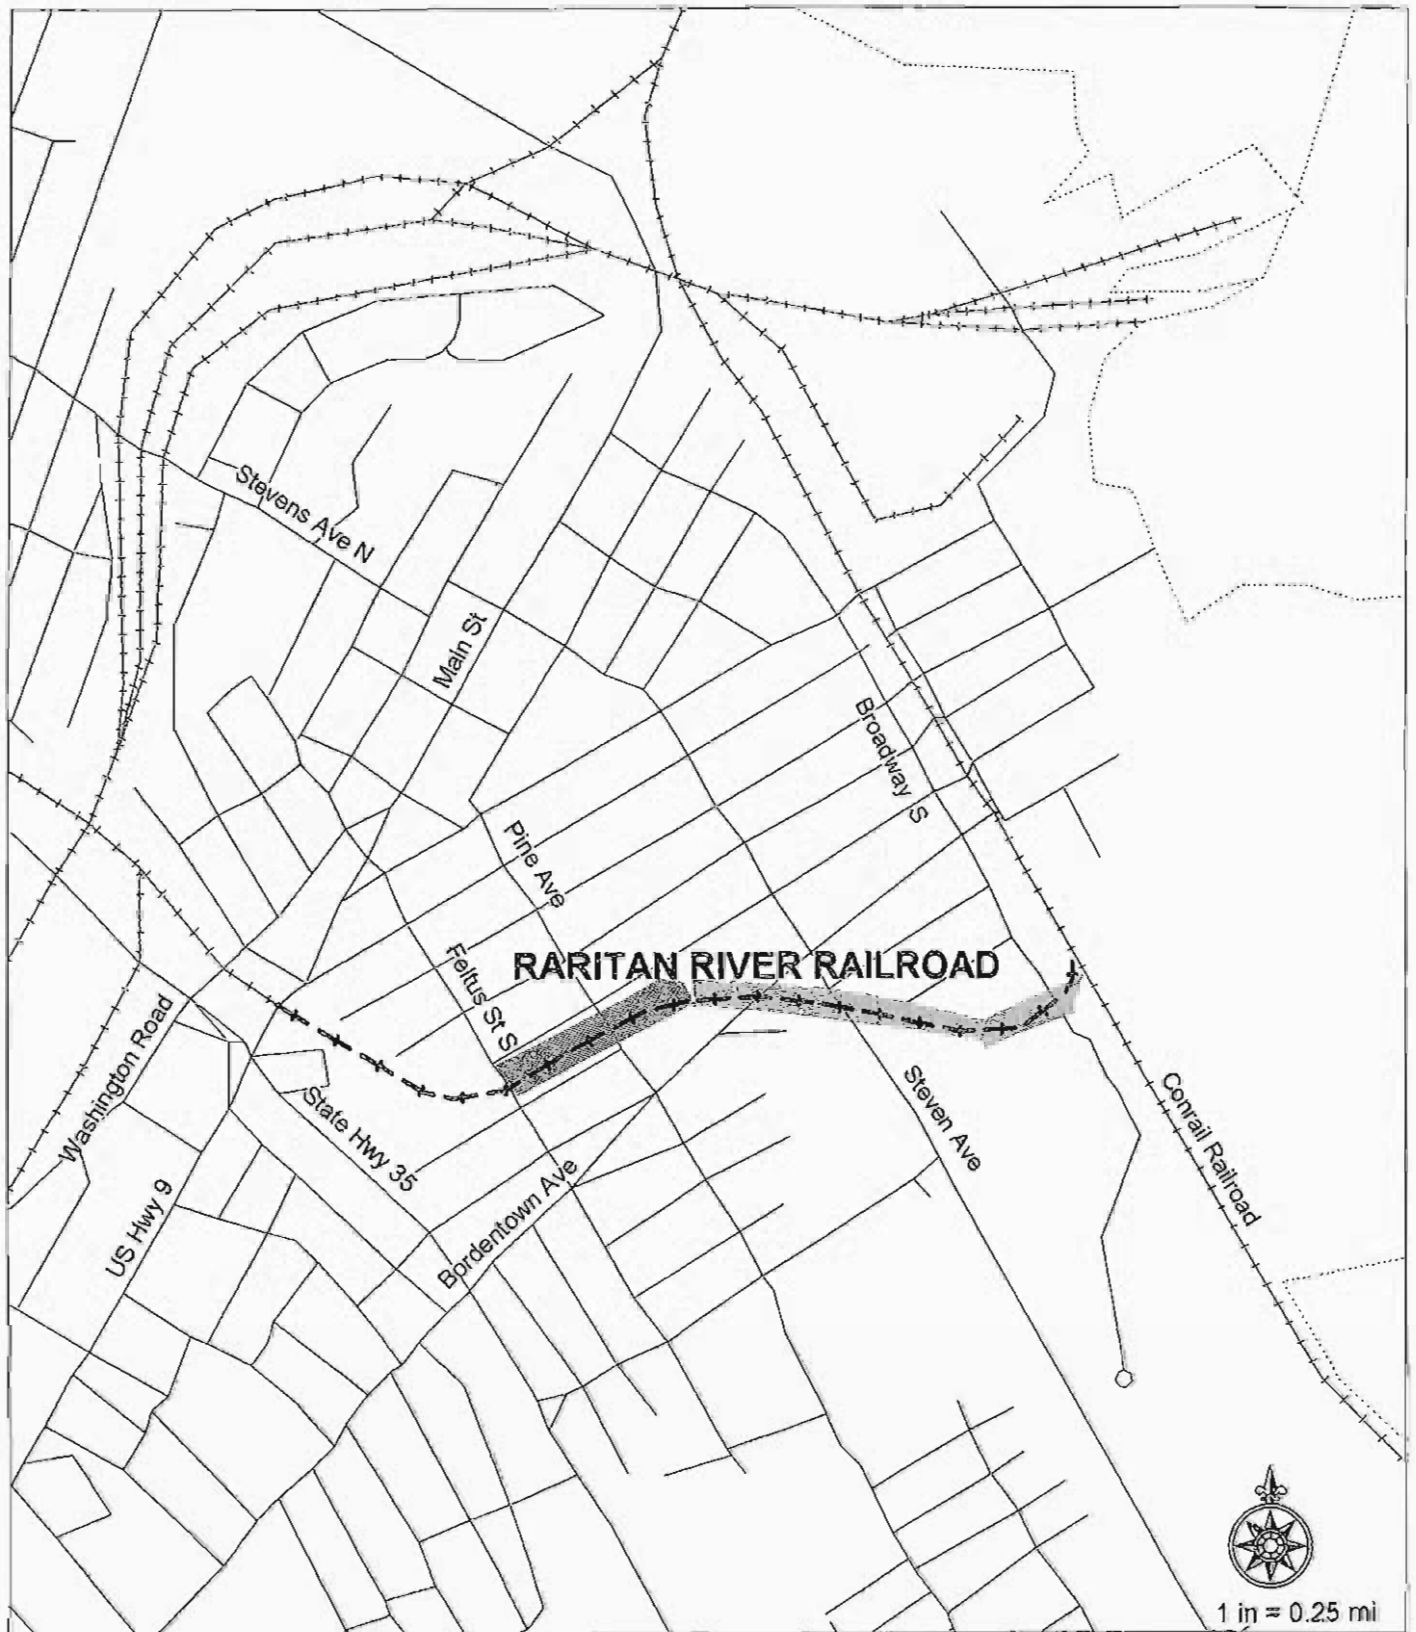 Stevens Ave N
Main St
Broadway S
Pine Ave
Feltus St S
RARITAN RIVER RAILROAD
Washington Road
State Hwy 35
Steven Ave
Conrail Railroad
US Hwy 9
Bordentown Ave
1 in = 0.25 mi